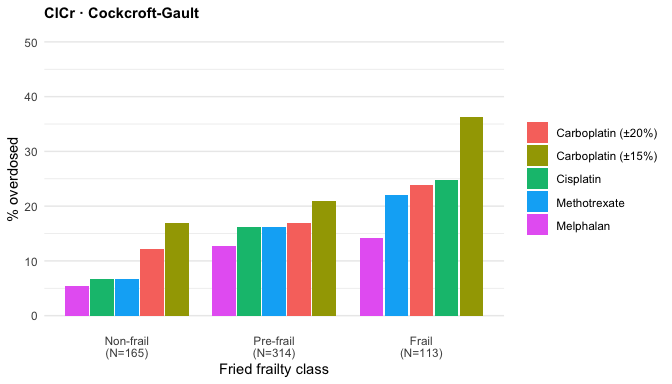 ClCr · Cockcroft-Gault
50
40
30
20
10
0
% overdosed
Non-frail
(N=165)
Pre-frail
(N=314)
Frail
(N=113)
Fried frailty class
Carboplatin (±20%)
Carboplatin (±15%)
Cisplatin
Methotrexate
Melphalan